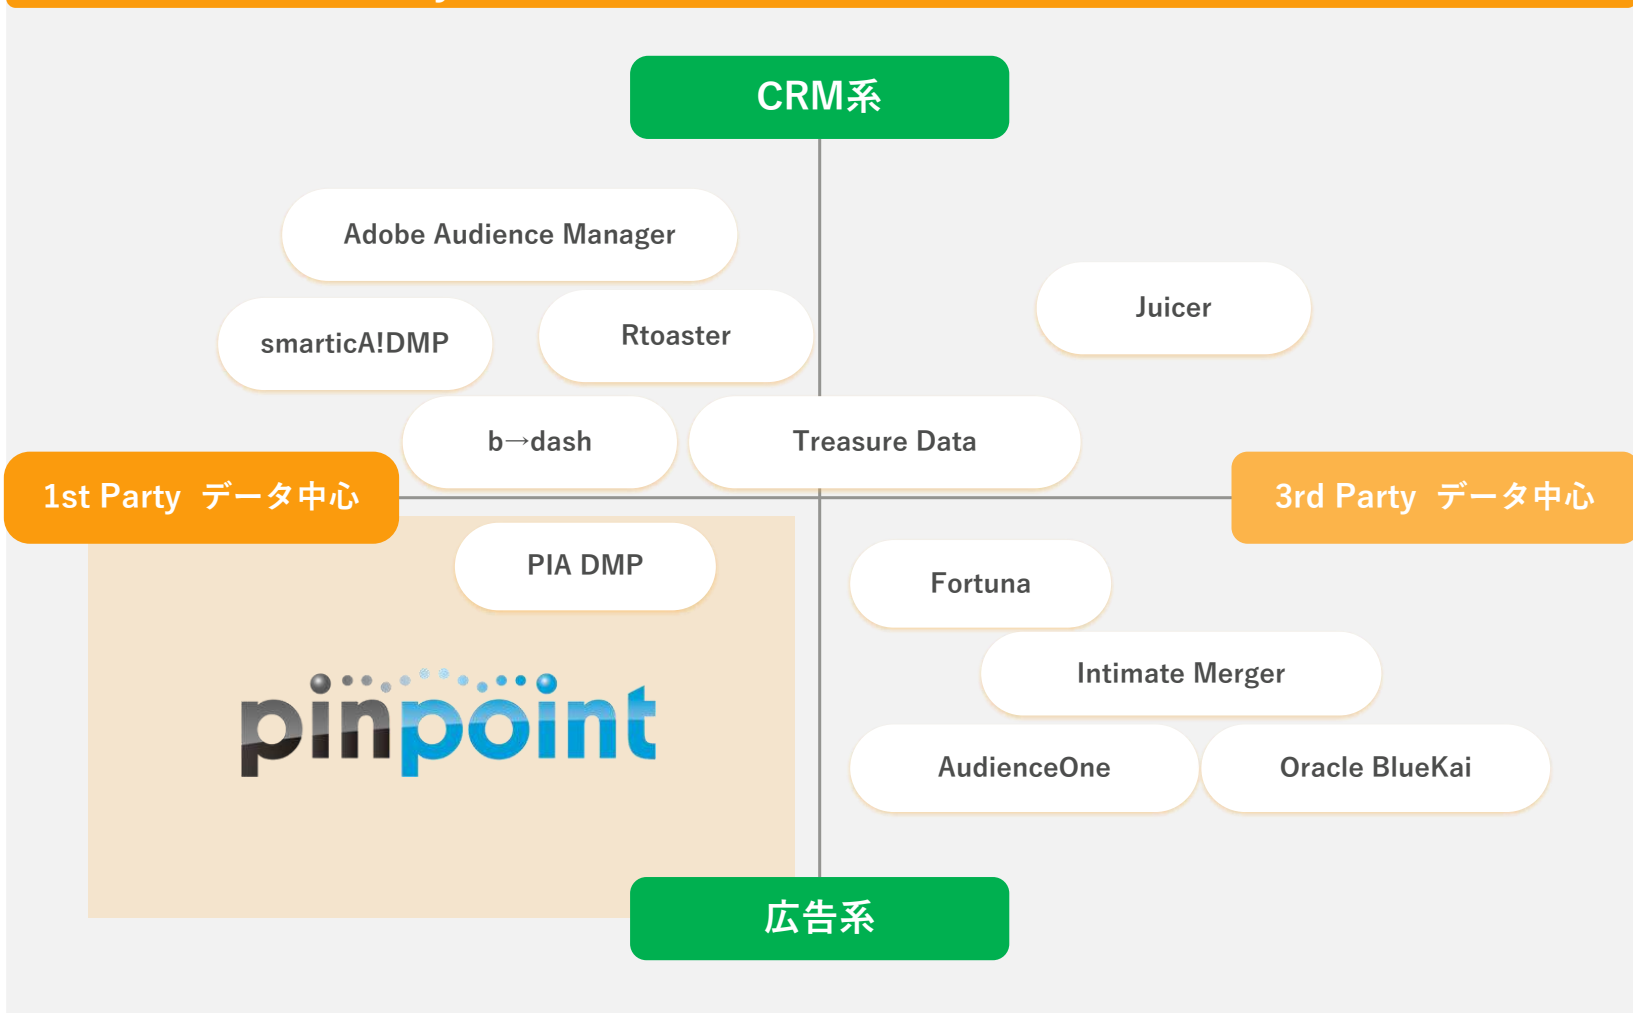 CRM系
Adobe Audience Manager
Juicer
smarticA!DMP
Rtoaster
b→dash
Treasure Data
1st Party データ中心
3rd Party データ中心
PIA DMP
Fortuna
pinpoint
Intimate Merger
AudienceOne
Oracle BlueKai
広告系